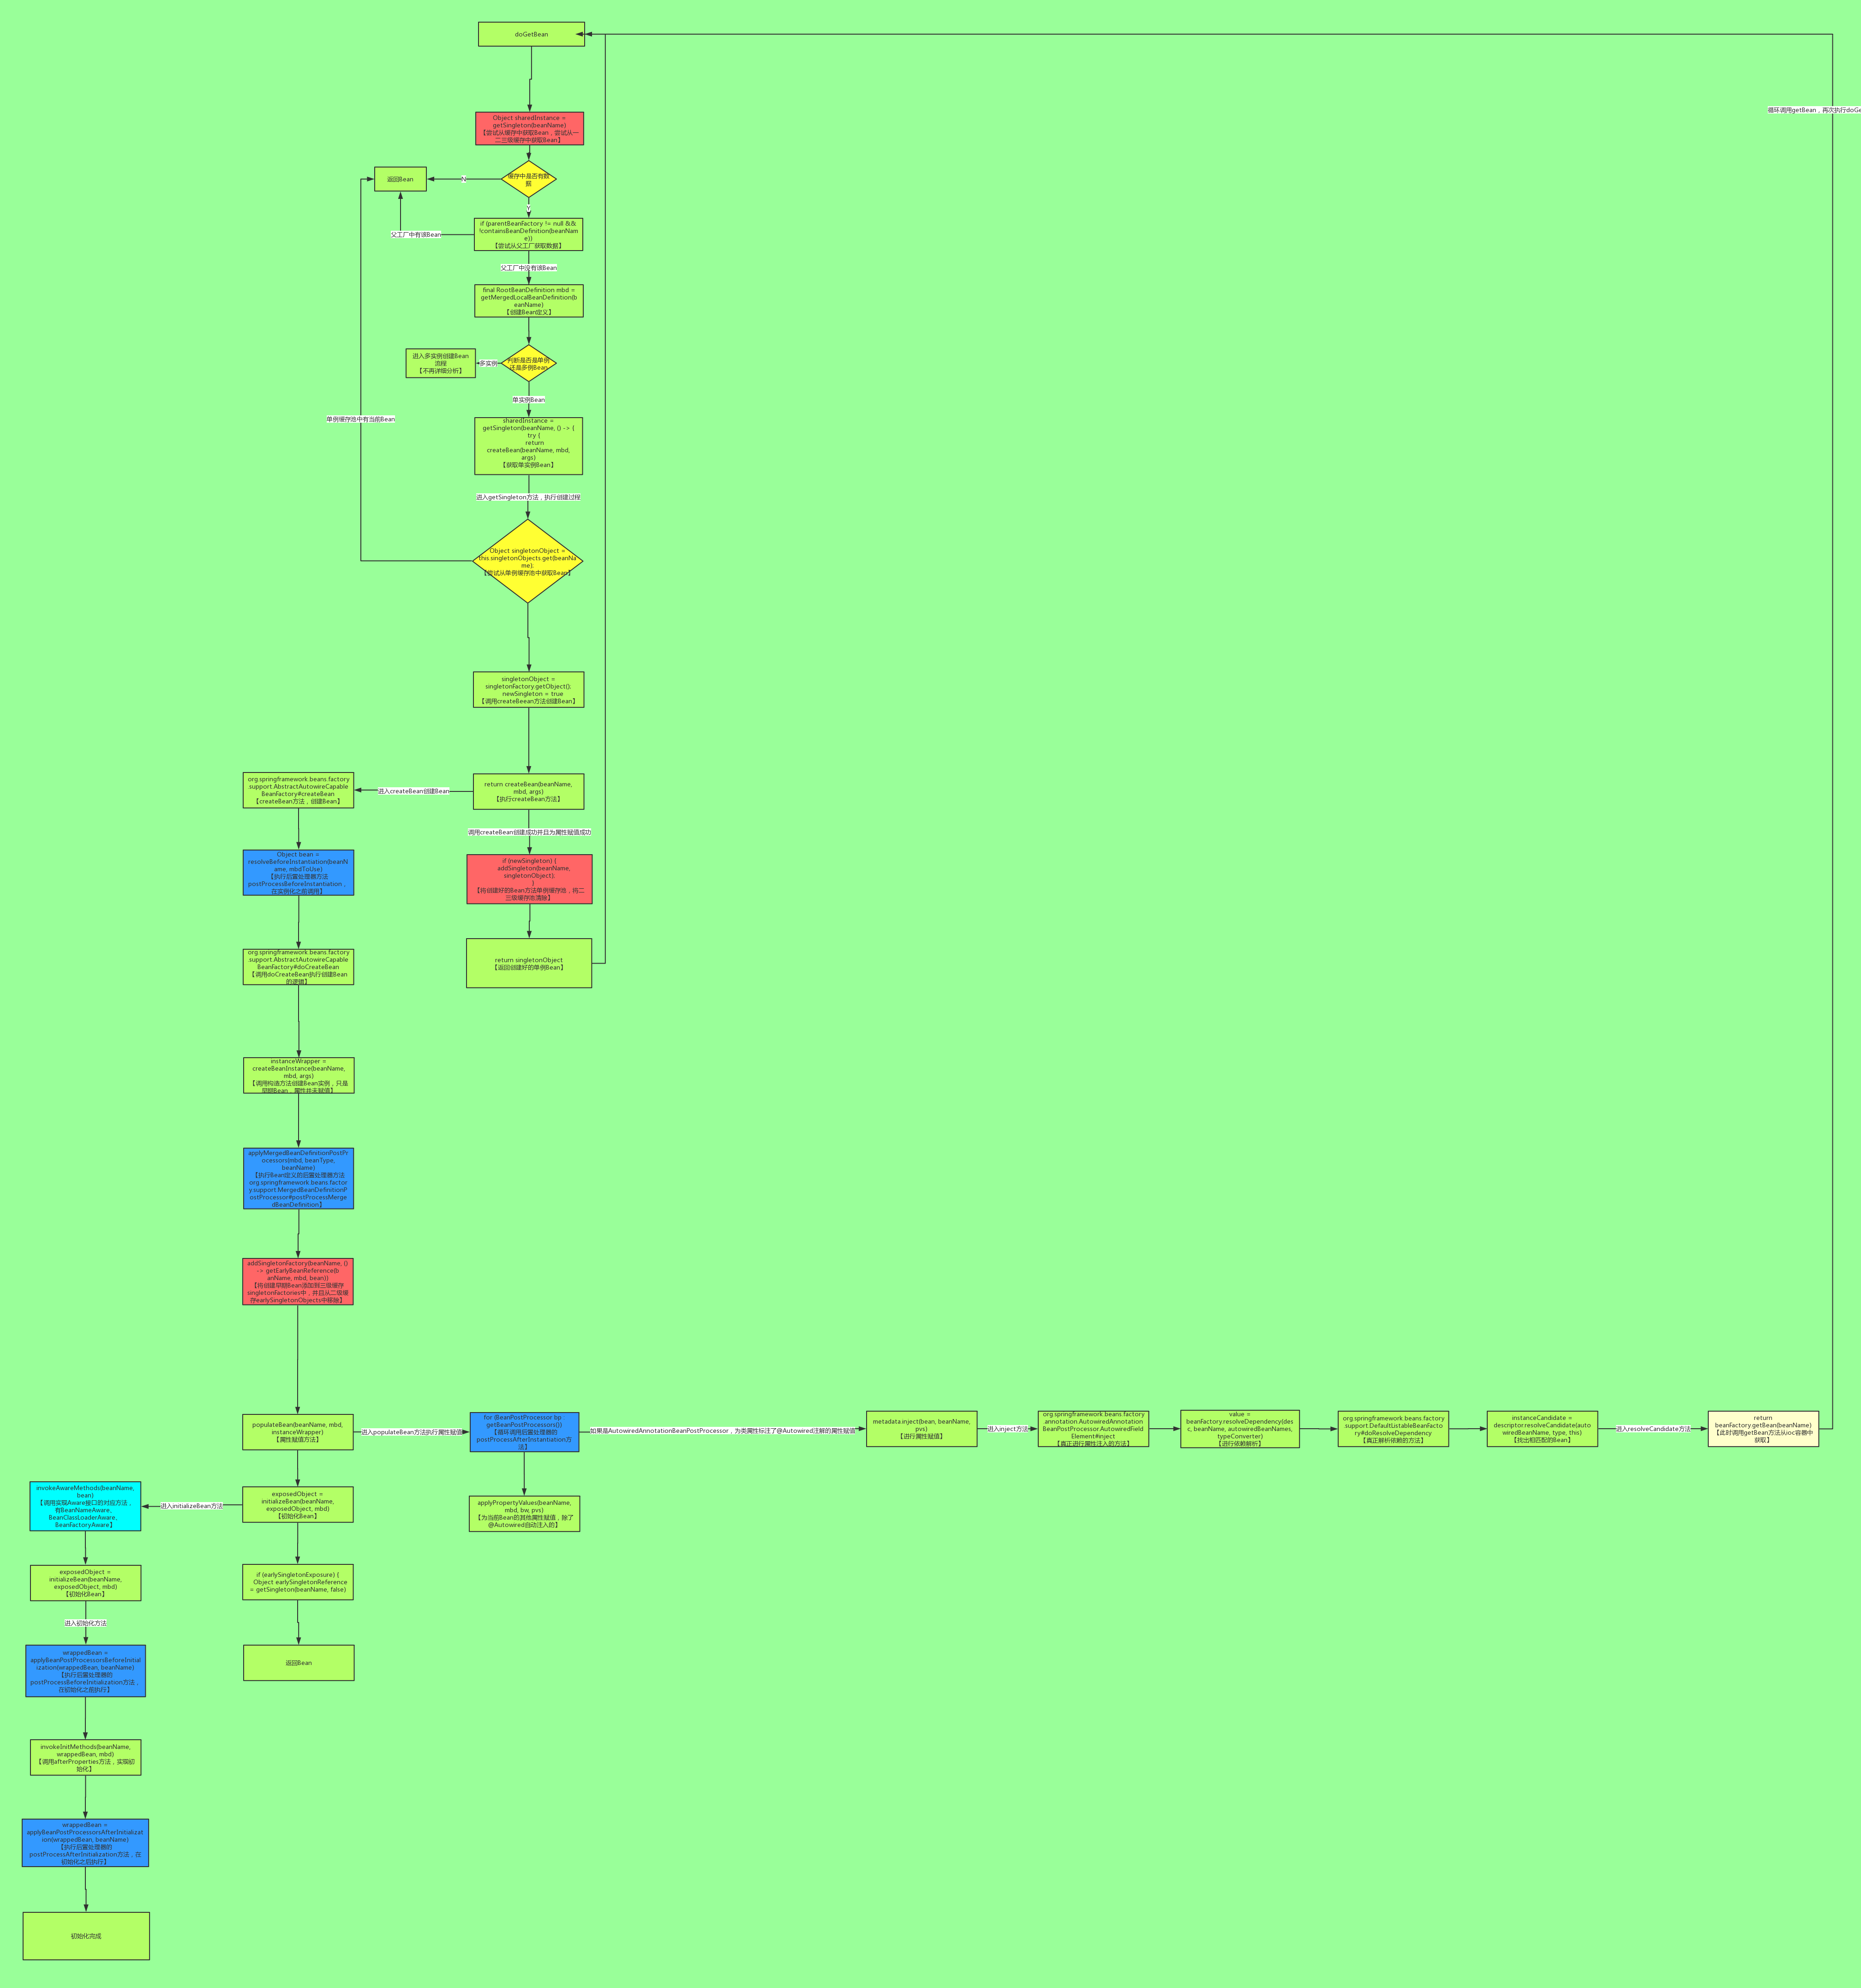 doGetBean
循环调用getBean，再次执行doGe
Object sharedInstance =
getSingleton(beanName)
【尝试从缓存中获取Bean，尝试从一
二三级缓存中获取Bean】
返回Bean
N
缓存中是否有数
据
Y
if (parentBeanFactory != null &&
!containsBeanDefinition(beanNam
e))
【尝试从父工厂获取数据】
父工厂中有该Bean
父工厂中没有该Bean
final RootBeanDefinition mbd =
getMergedLocalBeanDefinition(b
eanName)
【创建Bean定义】
进入多实例创建Bean
流程
【不再详细分析】
多实例
判断是否是单例
还是多例Bean
单实例Bean
单例缓存池中有当前Bean
sharedInstance =
getSingleton(beanName, () -> {
try {
return
createBean(beanName, mbd,
args)
【获取单实例Bean】
进入getSingleton方法，执行创建过程
Object singletonObject =
this.singletonObjects.get(beanNa
me);
【尝试从单例缓存池中获取Bean】
singletonObject =
singletonFactory.getObject();
newSingleton = true
【调用createBeean方法创建Bean】
org.springframework.beans.factory
.support.AbstractAutowireCapable
BeanFactory#createBean
【createBean方法，创建Bean】
进入createBean创建Bean
return createBean(beanName,
mbd, args)
【执行createBean方法】
调用createBean创建成功并且为属性赋值成功
Object bean =
resolveBeforeInstantiation(beanN
ame, mbdToUse)
【执行后置处理器方法
postProcessBeforeInstantiation，
在实例化之前调用】
if (newSingleton) {
addSingleton(beanName,
singletonObject);
}
【将创建好的Bean方法单例缓存池，将二
三级缓存池清除】
org.springframework.beans.factory
.support.AbstractAutowireCapable
BeanFactory#doCreateBean
【调用doCreateBean执行创建Bean
的逻辑】
return singletonObject
【返回创建好的单例Bean】
instanceWrapper =
createBeanInstance(beanName,
mbd, args)
【调用构造方法创建Bean实例，只是
早期Bean，属性并未赋值】
applyMergedBeanDefinitionPostPr
ocessors(mbd, beanType,
beanName)
【执行Bean定义的后置处理器方法
org.springframework.beans.factor
y.support.MergedBeanDefinitionP
ostProcessor#postProcessMerge
dBeanDefinition】
addSingletonFactory(beanName, ()
-> getEarlyBeanReference(b
anName, mbd, bean))
【将创建早期Bean添加到三级缓存
singletonFactories中，并且从二级缓
存earlySingletonObjects中移除】
populateBean(beanName, mbd,
instanceWrapper)
【属性赋值方法】
进入populateBean方法执行属性赋值
for (BeanPostProcessor bp :
getBeanPostProcessors())
【循环调用后置处理器的
postProcessAfterInstantiation方
法】
如果是AutowiredAnnotationBeanPostProcessor，为类属性标注了@Autowired注解的属性赋值
metadata.inject(bean, beanName,
pvs)
【进行属性赋值】
进入inject方法
org.springframework.beans.factory
.annotation.AutowiredAnnotation
BeanPostProcessor.AutowiredField
Element#inject
【真正进行属性注入的方法】
value =
beanFactory.resolveDependency(des
c, beanName, autowiredBeanNames,
typeConverter)
【进行依赖解析】
org.springframework.beans.factory
.support.DefaultListableBeanFacto
ry#doResolveDependency
【真正解析依赖的方法】
instanceCandidate =
descriptor.resolveCandidate(auto
wiredBeanName, type, this)
【找出相匹配的Bean】
进入resolveCandidate方法
return
beanFactory.getBean(beanName)
【此时调用getBean方法从ioc容器中
获取】
invokeAwareMethods(beanName,
bean)
【调用实现Aware接口的对应方法，
有BeanNameAware,
BeanClassLoaderAware,
BeanFactoryAware】
进入initializeBean方法
exposedObject =
initializeBean(beanName,
exposedObject, mbd)
【初始化Bean】
applyPropertyValues(beanName,
mbd, bw, pvs)
【为当前Bean的其他属性赋值，除了
@Autowired自动注入的】
exposedObject =
initializeBean(beanName,
exposedObject, mbd)
【初始化Bean】
if (earlySingletonExposure) {
Object earlySingletonReference
= getSingleton(beanName, false)
进入初始化方法
wrappedBean =
applyBeanPostProcessorsBeforeInitial
ization(wrappedBean, beanName)
【执行后置处理器的
postProcessBeforeInitialization方法，
在初始化之前执行】
返回Bean
invokeInitMethods(beanName,
wrappedBean, mbd)
【调用afterProperties方法，实现初
始化】
wrappedBean =
applyBeanPostProcessorsAfterInitializat
ion(wrappedBean, beanName)
【执行后置处理器的
postProcessAfterInitialization方法，在
初始化之后执行】
初始化完成